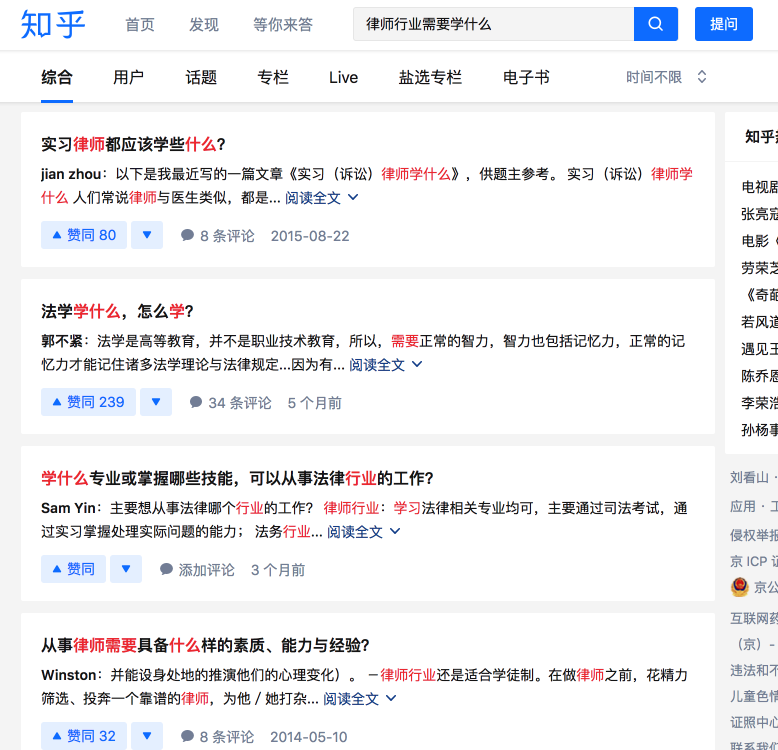 知乎 首页 发现 等你来答 律师行业需要学什么 提问
综合 用户 话题 专栏 Live 盐选专栏 电子书 时间不限
实习律师都应该学些什么?
jian zhou：以下是我最近写的一篇文章《实习（诉讼）律师学什么》，供题主参考。 实习（诉讼）律师学
什么 人们常说律师与医生类似，都是... 阅读全文
赞同 80 8 条评论 2015-08-22
法学学什么，怎么学?
郭不紧：法学是高等教育，并不是职业技术教育，所以，需要正常的智力，智力也包括记忆力，正常的记
忆力才能记住诸多法学理论与法律规定...因为有... 阅读全文
赞同 239 34 条评论 5 个月前
学什么专业或掌握哪些技能，可以从事法律行业的工作?
Sam Yin：主要想从事法律哪个行业的工作？ 律师行业：学习法律相关专业均可，主要通过司法考试，通
过实习掌握处理实际问题的能力； 法务行业... 阅读全文
赞同 添加评论 3 个月前
从事律师需要具备什么样的素质、能力与经验?
Winston：并能设身处地的推演他们的心理变化）。 －律师行业还是适合学徒制。在做律师之前，花精力
筛选、投奔一个靠谱的律师，为他 / 她打杂... 阅读全文
赞同 32 8 条评论 2014-05-10
知乎
电视剧
张亮
电影
劳荣
《奇
若风
遇见
陈乔
李荣浩
孙杨事
刘看山 ·
应用 · 工
侵权举报
京 ICP 证
京公
互联网药
（京）-
违法和不
儿童色情
证照中心
联系我们